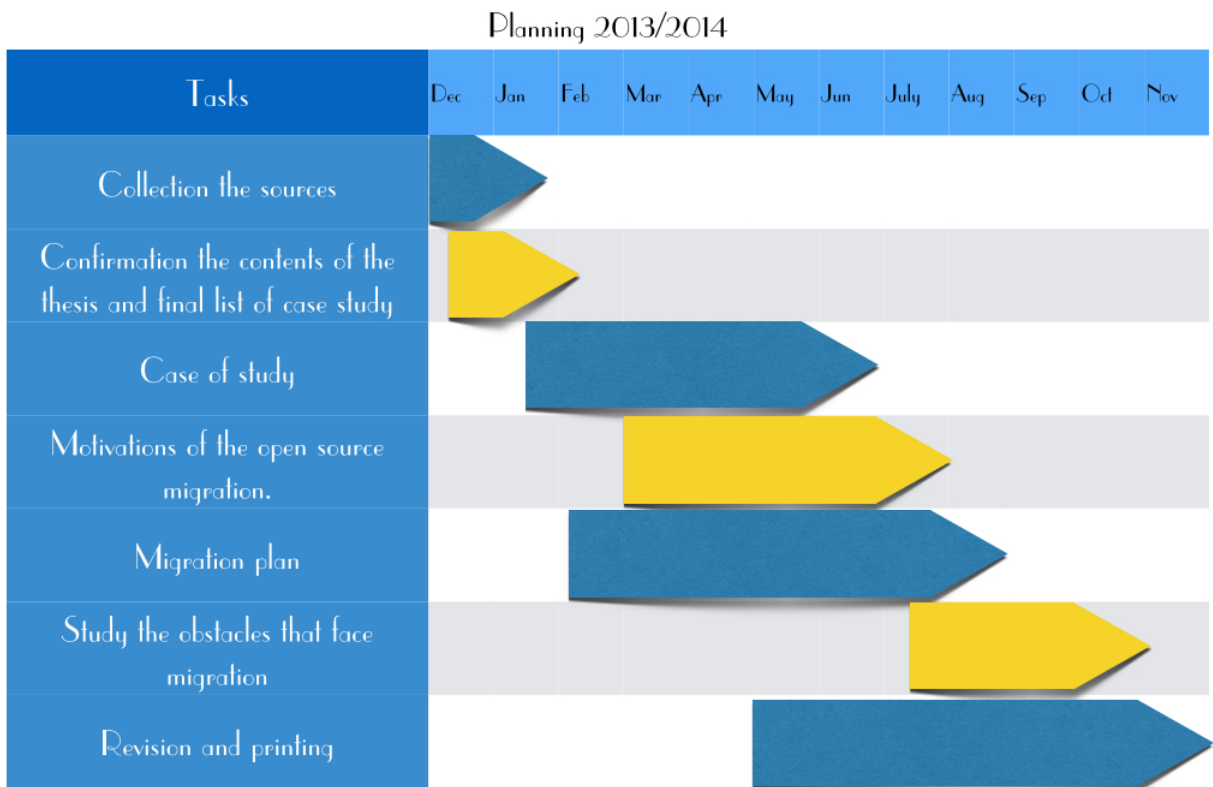 Planning 2013/2014
Tasks
Dec Jan Feb Mar Apr May Jun July Aug Sep Oct Nov
Collection the sources
Confirmation the contents of the
thesis and final list of case study
Case of study
Motivations of the open source
migration.
Migration plan
Study the obstacles that face
migration
Revision and printing